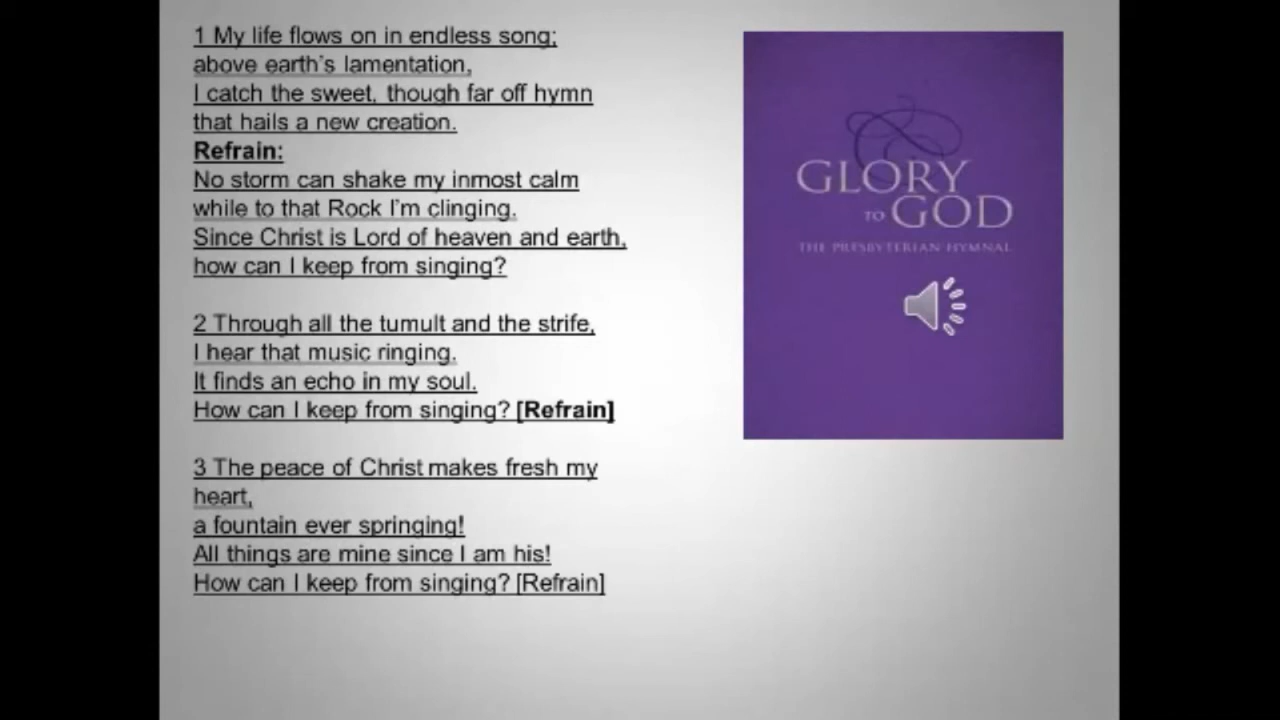 1 My life flows on in endless song;
above earth's lamentation,
I catch the sweet, though far off hymn
that hails a new creation.
Refrain:
No storm can shake my inmost calm
while to that Rock I'm clinging.
Since Christ is Lord of heaven and earth,
how can I keep from singing?
2 Through all the tumult and the strife,
I hear that music ringing.
It finds an echo in my soul.
How can I keep from singing? [Refrain]
3 The peace of Christ makes fresh my
heart,
a fountain ever springing!
All things are mine since I am his!
How can I keep from singing? [Refrain]
GLORY
TO GOD
THE PRESBYTERIAN HYMNAL